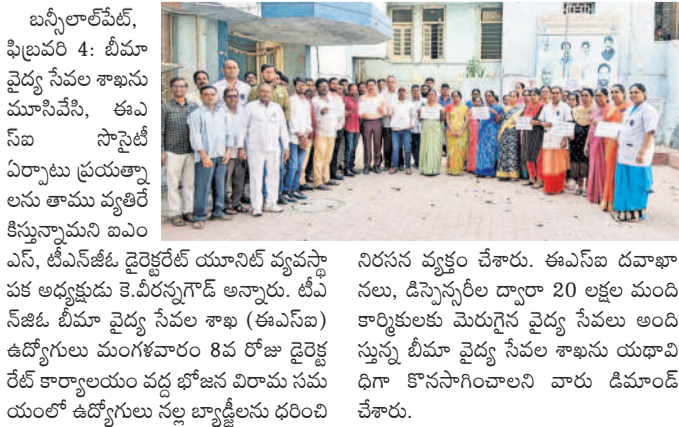 బన్సీలాల్‌పేట్,
ఫిబ్రవరి 4: బీమా
వైద్య సేవల శాఖను
మూసివేసి, ఈఎ
స్ఐ సొసైటీ
ఏర్పాటు ప్రయత్నా
లను తాము వ్యతిరే
కిస్తున్నామని ఐఎం
ఎస్, టీఎన్‌జీఓ డైరెక్టరేట్ యూనిట్ వ్యవస్థా
పక అధ్యక్షుడు కె.వీరన్నగౌడ్ అన్నారు. టీఎ
న్‌జిఓ బీమా వైద్య సేవల శాఖ (ఈఎస్ఐ)
ఉద్యోగులు మంగళవారం 8వ రోజు డైరెక్ట
రేట్ కార్యాలయం వద్ద భోజన విరామ సమ
యంలో ఉద్యోగులు నల్ల బ్యాడ్జీలను ధరించి
నిరసన వ్యక్తం చేశారు. ఈఎస్ఐ దవాఖా
నలు, డిస్పెన్సరీల ద్వారా 20 లక్షల మంది
కార్మికులకు మెరుగైన వైద్య సేవలు అంది
స్తున్న బీమా వైద్య సేవల శాఖను యథావి
ధిగా కొనసాగించాలని వారు డిమాండ్
చేశారు.